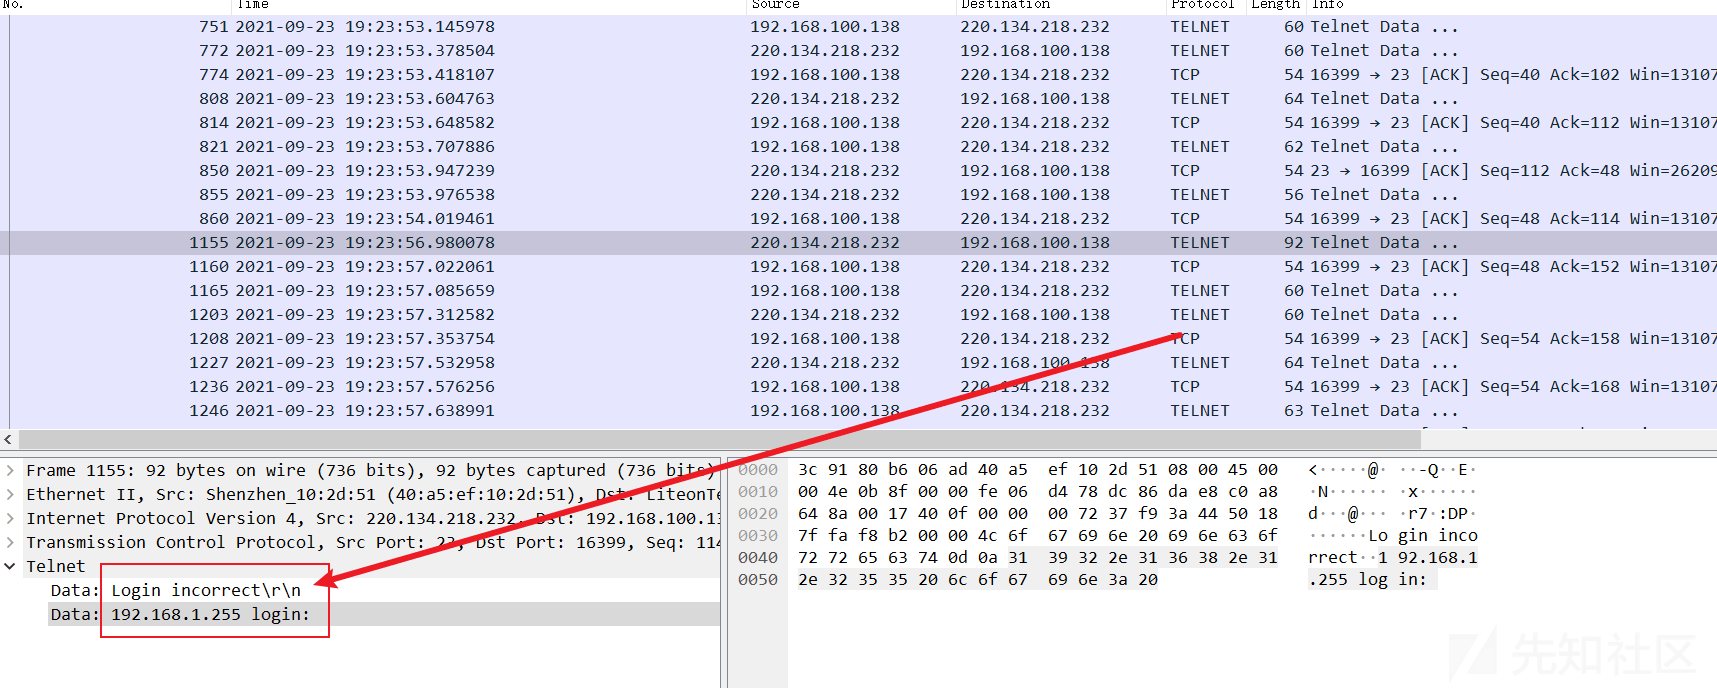 No. Time Source Destination Protocol Length Info
751 2021-09-23 19:23:53.145978 192.168.100.138 220.134.218.232 TELNET 60 Telnet Data ...
772 2021-09-23 19:23:53.378504 220.134.218.232 192.168.100.138 TELNET 60 Telnet Data ...
774 2021-09-23 19:23:53.418107 192.168.100.138 220.134.218.232 TCP 54 16399 → 23 [ACK] Seq=40 Ack=102 Win=13107
808 2021-09-23 19:23:53.604763 220.134.218.232 192.168.100.138 TELNET 64 Telnet Data ...
814 2021-09-23 19:23:53.648582 192.168.100.138 220.134.218.232 TCP 54 16399 → 23 [ACK] Seq=40 Ack=112 Win=13107
821 2021-09-23 19:23:53.707886 192.168.100.138 220.134.218.232 TELNET 62 Telnet Data ...
850 2021-09-23 19:23:53.947239 220.134.218.232 192.168.100.138 TCP 54 23 → 16399 [ACK] Seq=112 Ack=48 Win=26209
855 2021-09-23 19:23:53.976538 220.134.218.232 192.168.100.138 TELNET 56 Telnet Data ...
860 2021-09-23 19:23:54.019461 192.168.100.138 220.134.218.232 TCP 54 16399 → 23 [ACK] Seq=48 Ack=114 Win=13107
1155 2021-09-23 19:23:56.980078 220.134.218.232 192.168.100.138 TELNET 92 Telnet Data ...
1160 2021-09-23 19:23:57.022061 192.168.100.138 220.134.218.232 TCP 54 16399 → 23 [ACK] Seq=48 Ack=152 Win=13107
1165 2021-09-23 19:23:57.085659 192.168.100.138 220.134.218.232 TELNET 60 Telnet Data ...
1203 2021-09-23 19:23:57.312582 220.134.218.232 192.168.100.138 TELNET 60 Telnet Data ...
1208 2021-09-23 19:23:57.353754 192.168.100.138 220.134.218.232 TCP 54 16399 → 23 [ACK] Seq=54 Ack=158 Win=13107
1227 2021-09-23 19:23:57.532958 220.134.218.232 192.168.100.138 TELNET 64 Telnet Data ...
1236 2021-09-23 19:23:57.576256 192.168.100.138 220.134.218.232 TCP 54 16399 → 23 [ACK] Seq=54 Ack=168 Win=13107
1246 2021-09-23 19:23:57.638991 192.168.100.138 220.134.218.232 TELNET 63 Telnet Data ...
Frame 1155: 92 bytes on wire (736 bits), 92 bytes captured (736 bits)
Ethernet II, Src: Shenzhen_10:2d:51 (40:a5:ef:10:2d:51), Dst: LiteonTe
Internet Protocol Version 4, Src: 220.134.218.232, Dst: 192.168.100.13
Transmission Control Protocol, Src Port: 23, Dst Port: 16399, Seq: 114
Telnet
Data: Login incorrect\r\n
Data: 192.168.1.255 login:
0000 3c 91 80 b6 06 ad 40 a5 ef 10 2d 51 08 00 45 00 <·····@· ··-Q··E·
0010 00 4e 0b 8f 00 00 fe 06 d4 78 dc 86 da e8 c0 a8 ·N······ ·x······
0020 64 8a 00 17 40 0f 00 00 00 72 37 f9 3a 44 50 18 d···@··· ·r7·:DP·
0030 7f fa f8 b2 00 00 4c 6f 67 69 6e 20 69 6e 63 6f ······Lo gin inco
0040 72 72 65 63 74 0d 0a 31 39 32 2e 31 36 38 2e 31 rrect··1 92.168.1
0050 2e 32 35 35 20 6c 6f 67 69 6e 3a 20 .255 log in:
先知社区